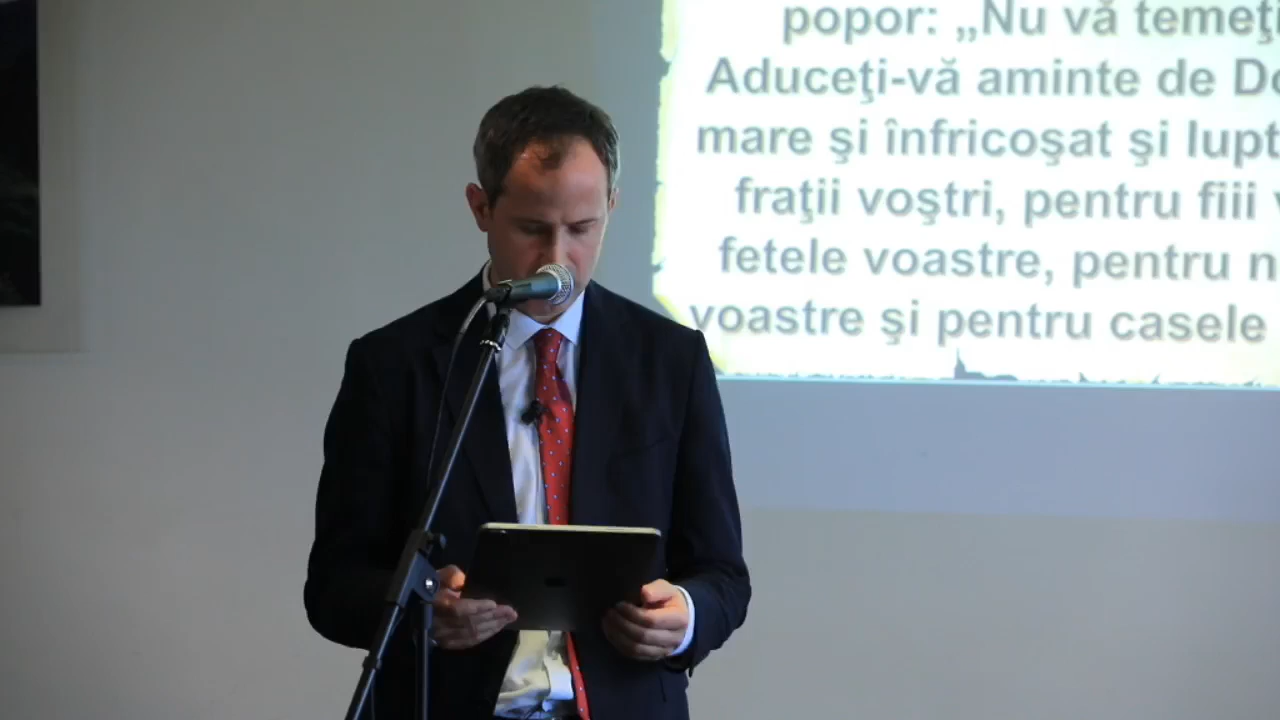 popor: „Nu vă temeţi
Aduceţi-vă aminte de Do
mare şi înfricoşat şi lupt
fraţii voştri, pentru fiii v
fetele voastre, pentru n
voastre şi pentru casele